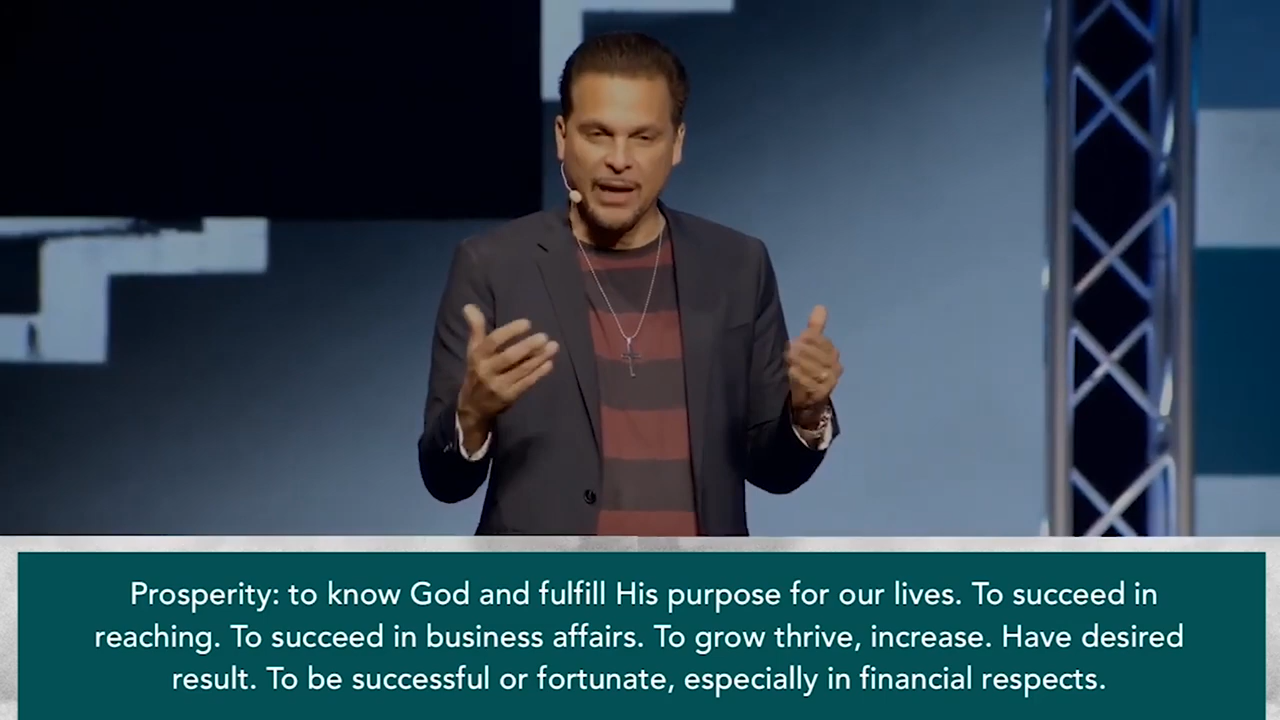 Prosperity: to know God and fulfill His purpose for our lives. To succeed in
reaching. To succeed in business affairs. To grow thrive, increase. Have desired
result. To be successful or fortunate, especially in financial respects.